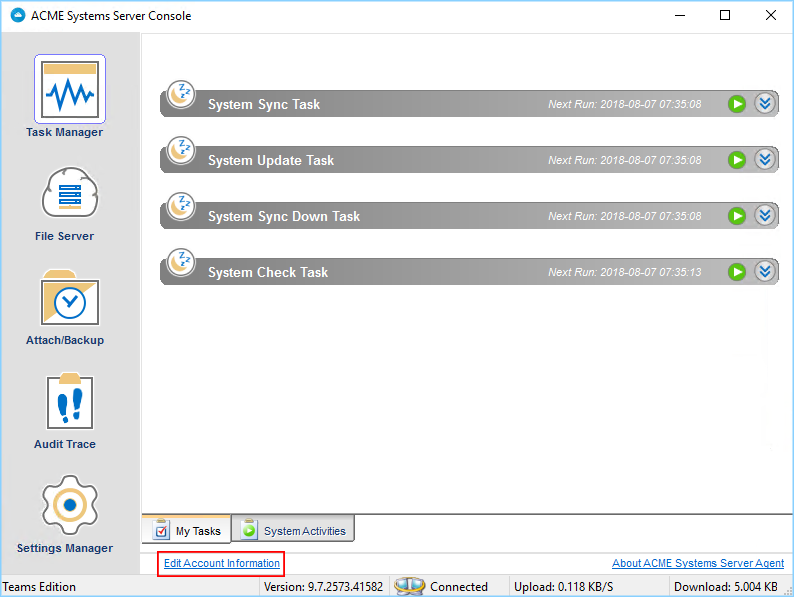 ACME Systems Server Console
Task Manager
File Server
Attach/Backup
Audit Trace
Settings Manager
System Sync Task Next Run: 2018-08-07 07:35:08
System Update Task Next Run: 2018-08-07 07:35:08
System Sync Down Task Next Run: 2018-08-07 07:35:08
System Check Task Next Run: 2018-08-07 07:35:13
My Tasks System Activities
Edit Account Information About ACME Systems Server Agent
Teams Edition Version: 9.7.2573.41582 Connected Upload: 0.118 KB/S Download: 5.004 KB